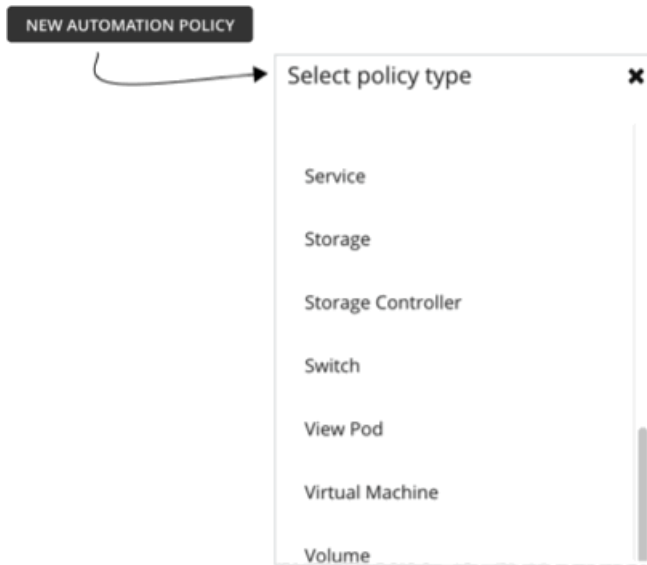 NEW AUTOMATION POLICY
Select policy type
Service
Storage
Storage Controller
Switch
View Pod
Virtual Machine
Volume